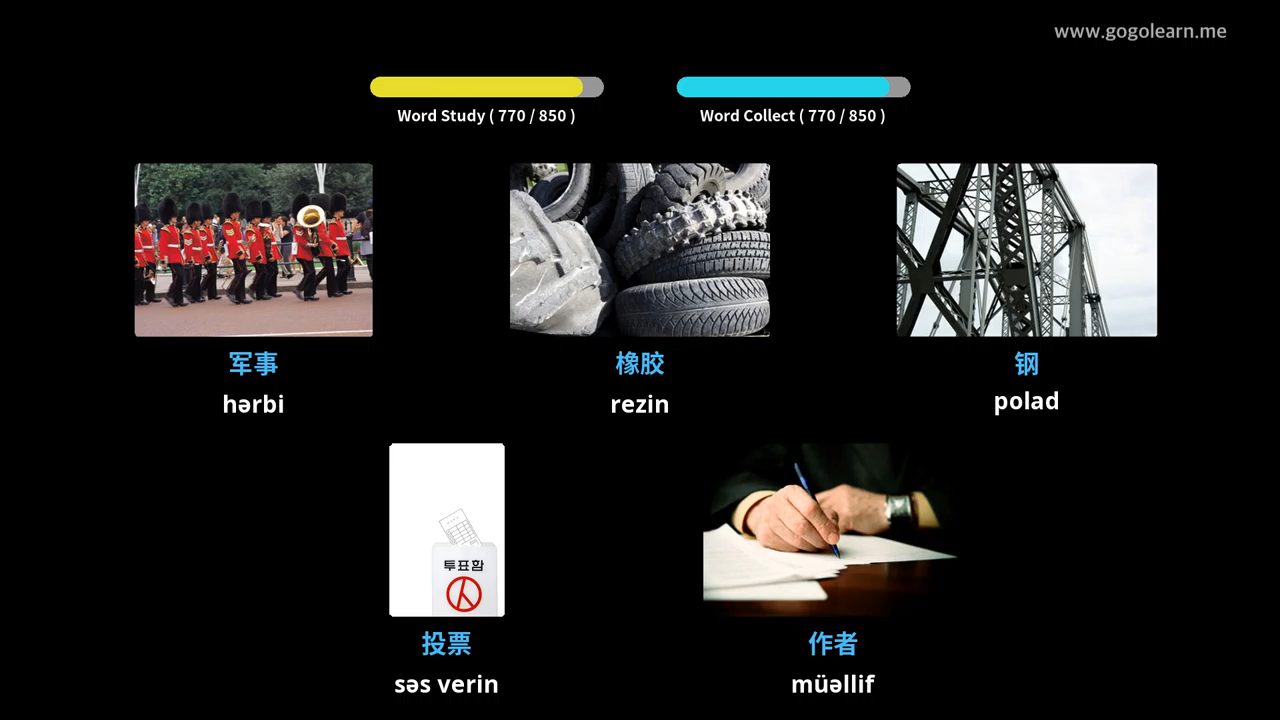 www.gogolearn.me
Word Study ( 770 / 850 )
Word Collect ( 770 / 850 )
军事
hərbi
橡胶
rezin
钢
polad
투표함
投票
səs verin
作者
müəllif